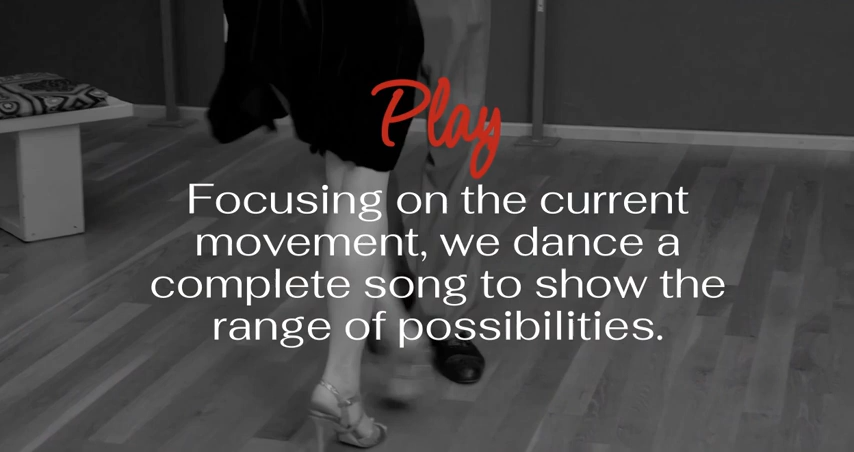 Play
Focusing on the current
movement, we dance a
complete song to show the
range of possibilities.